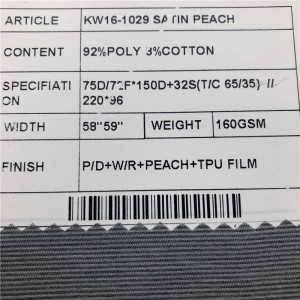 ARTICLE KW16-1029 SATIN PEACH
CONTENT 92%POLY 8%COTTON
SPECIFIATI 75D/72F*150D+32S(T/C 65/35) //
ON 220*96
WIDTH 58"59" WEIGHT 160GSM
FINISH P/D+W/R+PEACH+TPU FILM